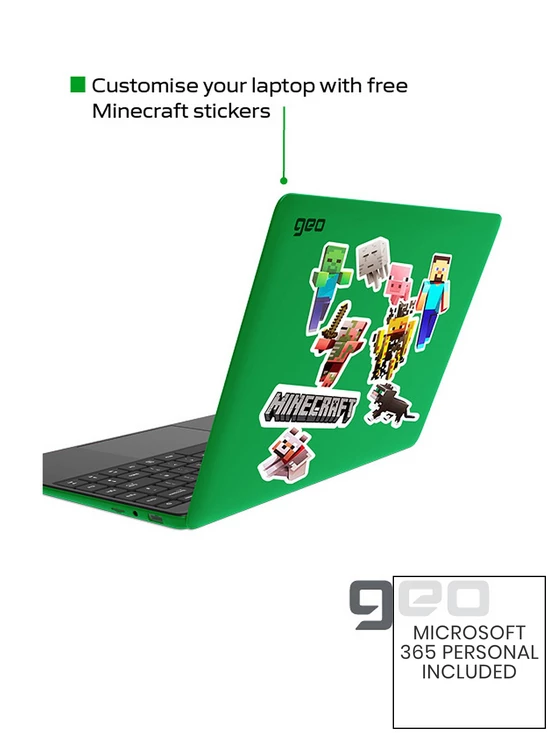 Customise your laptop with free
Minecraft stickers
geo
MINECRAFT
geo
MICROSOFT
365 PERSONAL
INCLUDED